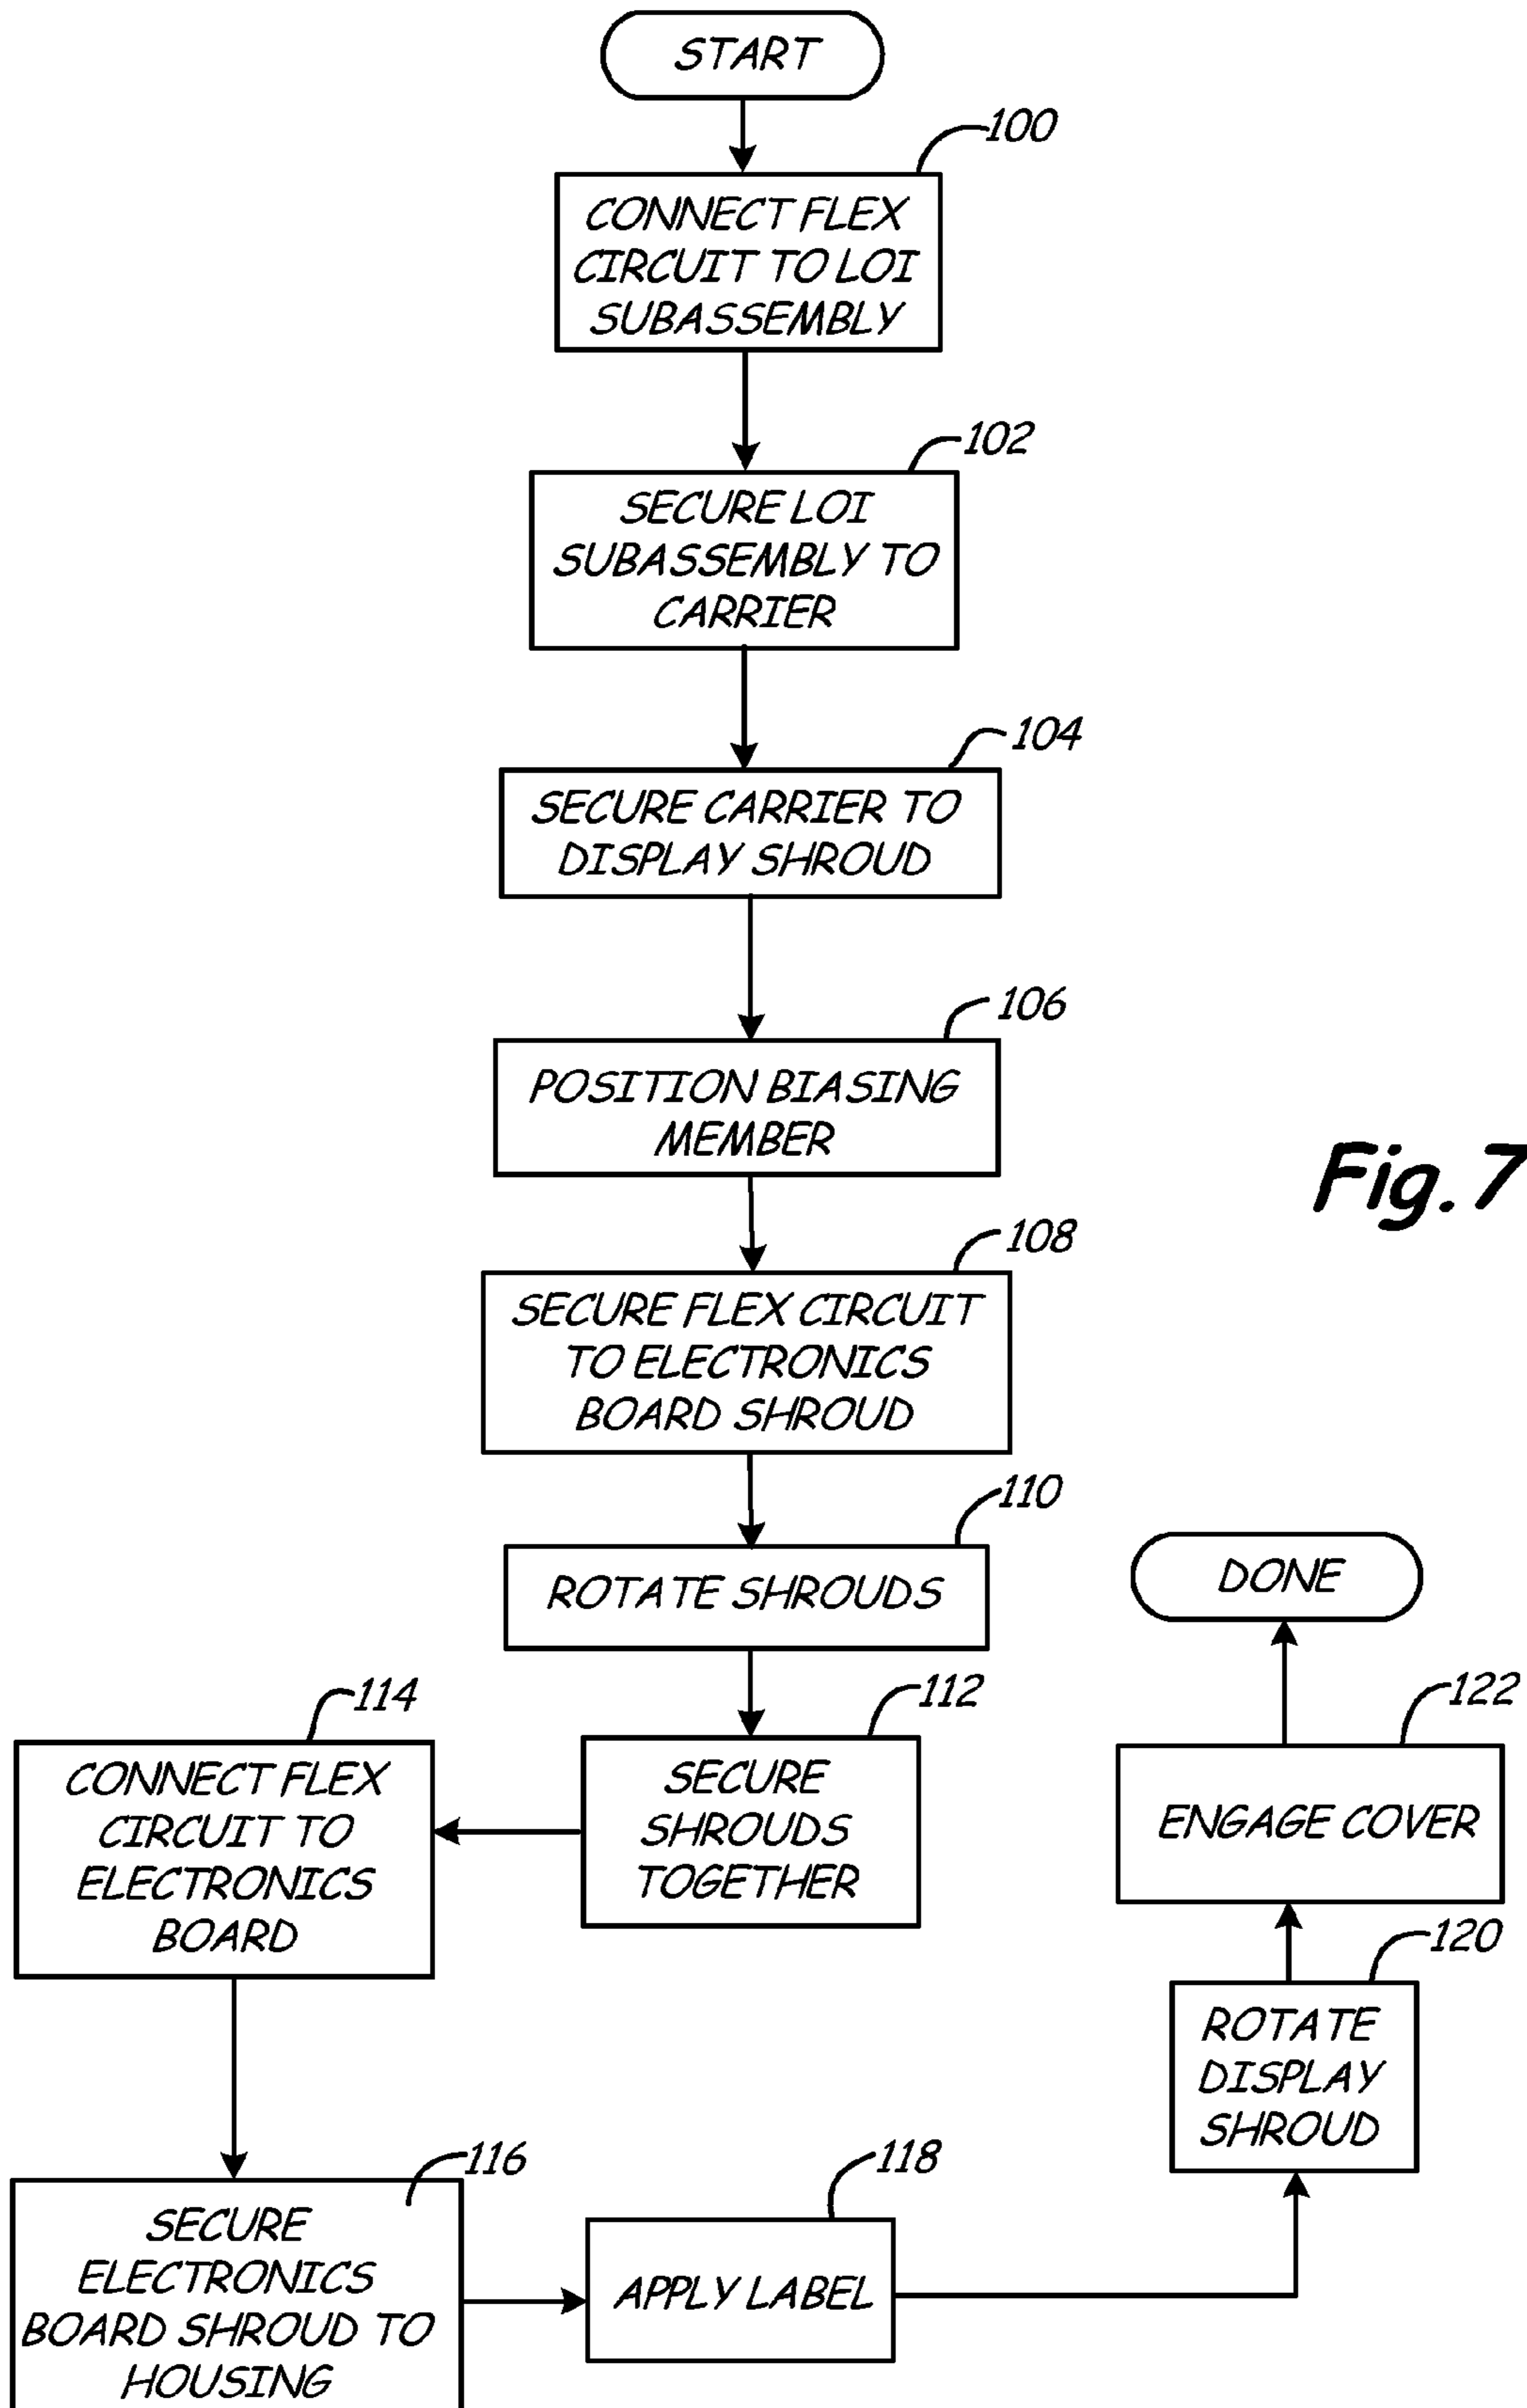 START
100
CONNECT FLEX
CIRCUIT TO LOI
SUBASSEMBLY
102
SECURE LOI
SUBASSEMBLY TO
CARRIER
104
SECURE CARRIER TO
DISPLAY SHROUD
106
POSITION BIASING
MEMBER
Fig.7
108
SECURE FLEX CIRCUIT
TO ELECTRONICS
BOARD SHROUD
110
ROTATE SHROUDS
112
SECURE
SHROUDS
TOGETHER
114
CONNECT FLEX
CIRCUIT TO
ELECTRONICS
BOARD
116
SECURE
ELECTRONICS
BOARD SHROUD TO
HOUSING
118
APPLY LABEL
120
ROTATE
DISPLAY
SHROUD
122
ENGAGE COVER
DONE